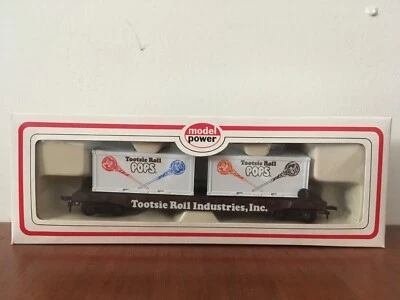 model
power
Tootsie Roll
POPS
Tootsie Roll
POPS
Tootsie Roll Industries, Inc.